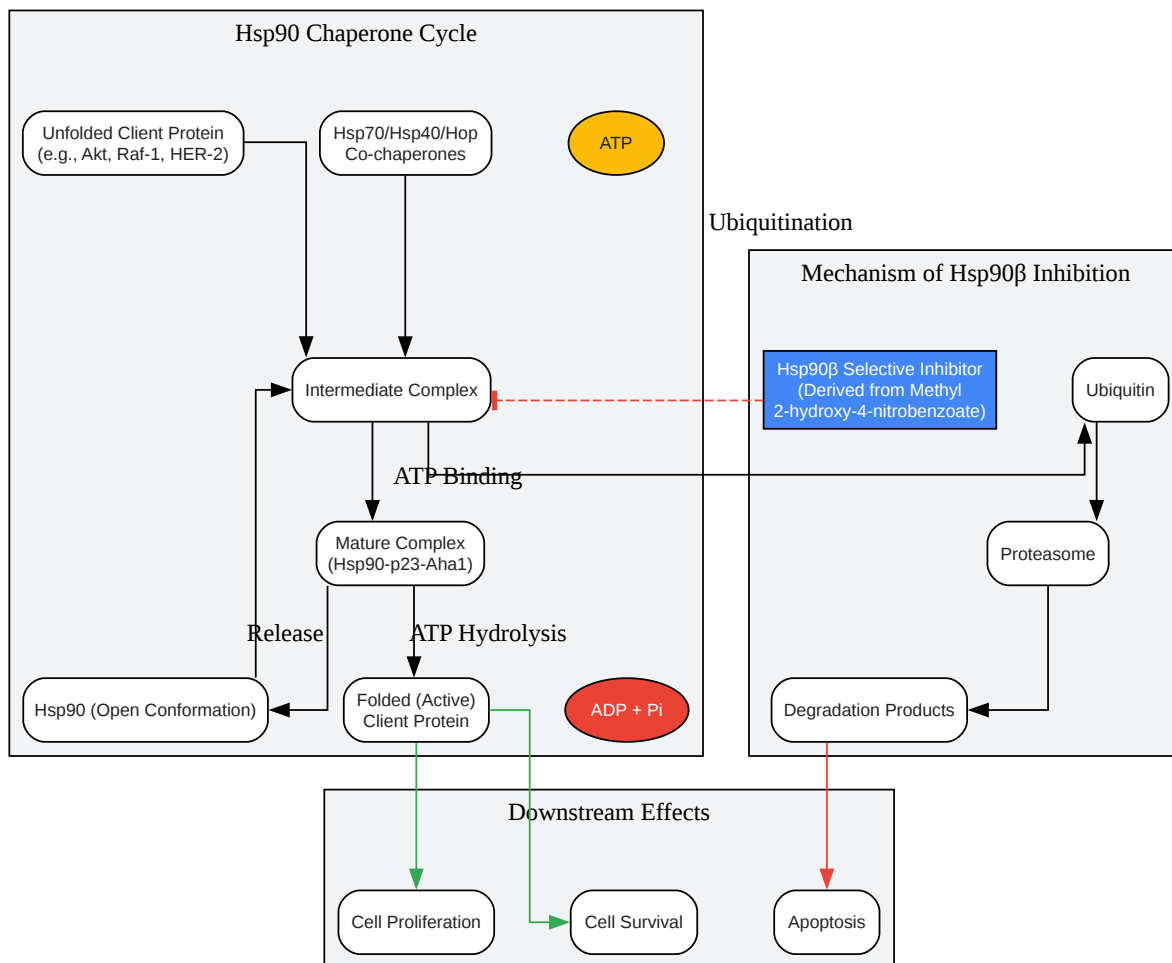 Hsp90 Chaperone Cycle
Unfolded Client Protein
(e.g., Akt, Raf-1, HER-2)
Hsp70/Hsp40/Hop
Co-chaperones
ATP
Ubiquitination
Mechanism of Hsp90β Inhibition
Intermediate Complex
Hsp90β Selective Inhibitor
(Derived from Methyl
2-hydroxy-4-nitrobenzoate)
Ubiquitin
ATP Binding
Mature Complex
(Hsp90-p23-Aha1)
Proteasome
Release
ATP Hydrolysis
Hsp90 (Open Conformation)
Folded (Active)
Client Protein
ADP + Pi
Degradation Products
Downstream Effects
Cell Proliferation
Cell Survival
Apoptosis